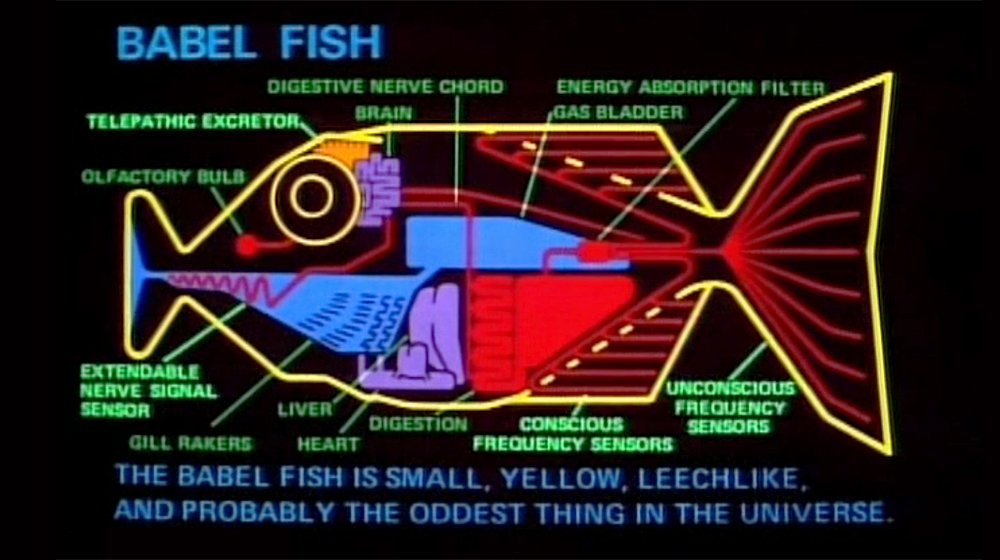 BABEL FISH
DIGESTIVE NERVE CHORD
ENERGY ABSORPTION FILTER
BRAIN
GAS BLADDER
TELEPATHIC EXCRETOR
OLFACTORY BULB
EXTENDABLE
NERVE SIGNAL
SENSOR
GILL RAKERS
LIVER
HEART
DIGESTION
CONSCIOUS
FREQUENCY SENSORS
UNCONSCIOUS
FREQUENCY
SENSORS
THE BABEL FISH IS SMALL, YELLOW, LEECHLIKE,
AND PROBABLY THE ODDEST THING IN THE UNIVERSE.